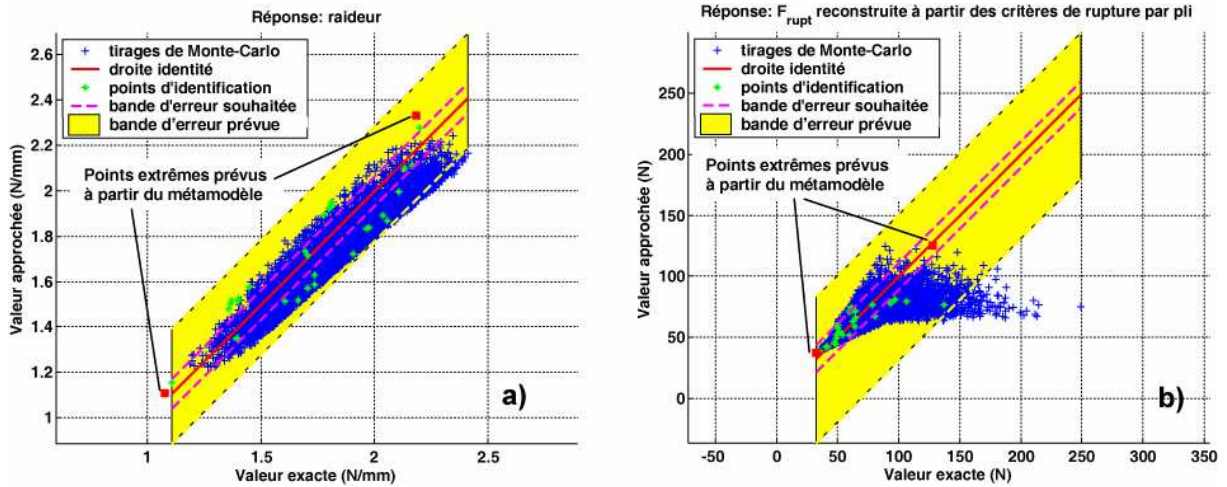 Réponse: raideur
2.6
2.4
2.2
2
1.8
1.6
1.4
1.2
1
Valeur approchée (N/mm)
tirages de Monte-Carlo
droite identité
points d'identification
bande d'erreur souhaitée
bande d'erreur prévue
Points extrêmes prévus
à partir du métamodèle
a)
1
1.5
2
2.5
Valeur exacte (N/mm)
Réponse: Frupt reconstruite à partir des critères de rupture par pli
250
200
150
100
50
0
Valeur approchée (N)
tirages de Monte-Carlo
droite identité
points d'identification
bande d'erreur souhaitée
bande d'erreur prévue
Points extrêmes prévus
à partir du métamodèle
b)
-50
0
50
100
150
200
250
300
350
Valeur exacte (N)